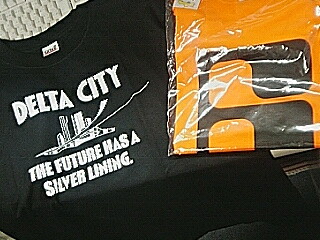 DELTA CITY
THE FUTURE HAS A
SILVER LINING.